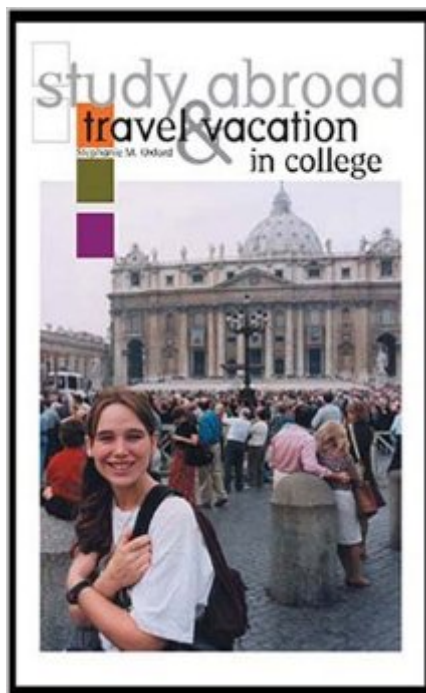 study abroad
& travel vacation
Stephanie M. Oxford
in college